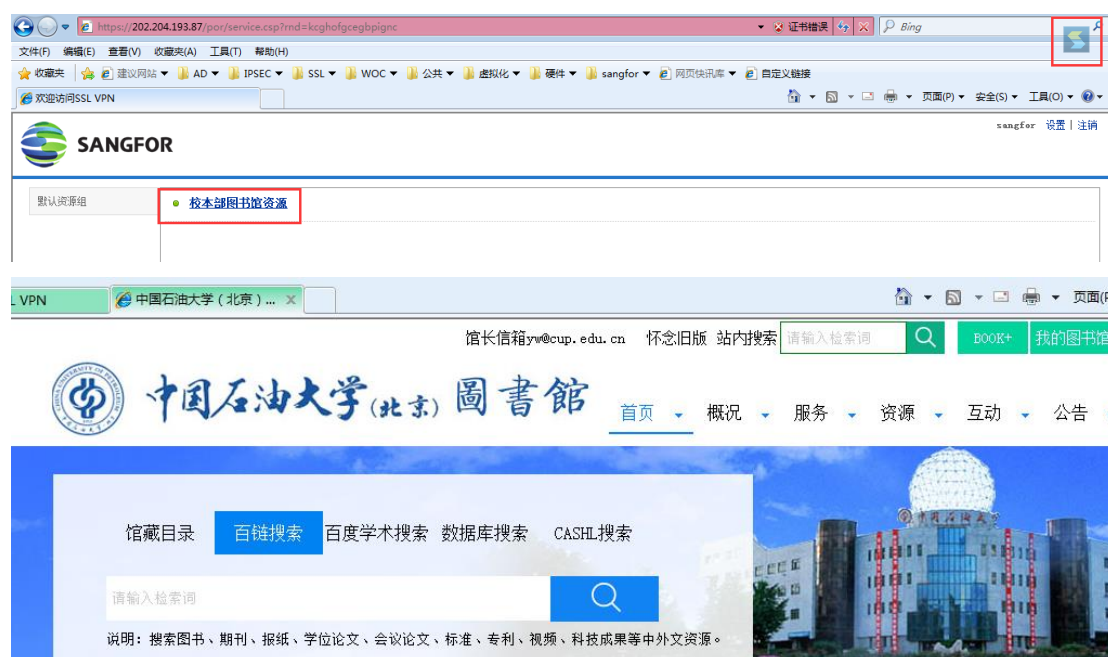 https://202.204.193.87/por/service.csp?rnd=kcghofgcegbpignc 证书错误 Bing
文件(F) 编辑(E) 查看(V) 收藏夹(A) 工具(T) 帮助(H)
收藏夹 建议网站 AD IPSEC SSL WOC 公共 虚拟化 硬件 sangfor 网页快讯库 自定义链接
欢迎访问SSL VPN 页面(P) 安全(S) 工具(O)
sangfor 设置 | 注销
SANGFOR
默认资源组 校本部图书馆资源
L VPN 中国石油大学（北京）... x 页面(P
馆长信箱yw@cup.edu.cn 怀念旧版 站内搜索 请输入检索词 BOOK+ 我的图书馆
中国石油大学(北京)圖書館
首页 概况 服务 资源 互动 公告
中国石油大学
馆藏目录 百链搜索 百度学术搜索 数据库搜索 CASHL搜索
请输入检索词
说明：搜索图书、期刊、报纸、学位论文、会议论文、标准、专利、视频、科技成果等中外文资源。